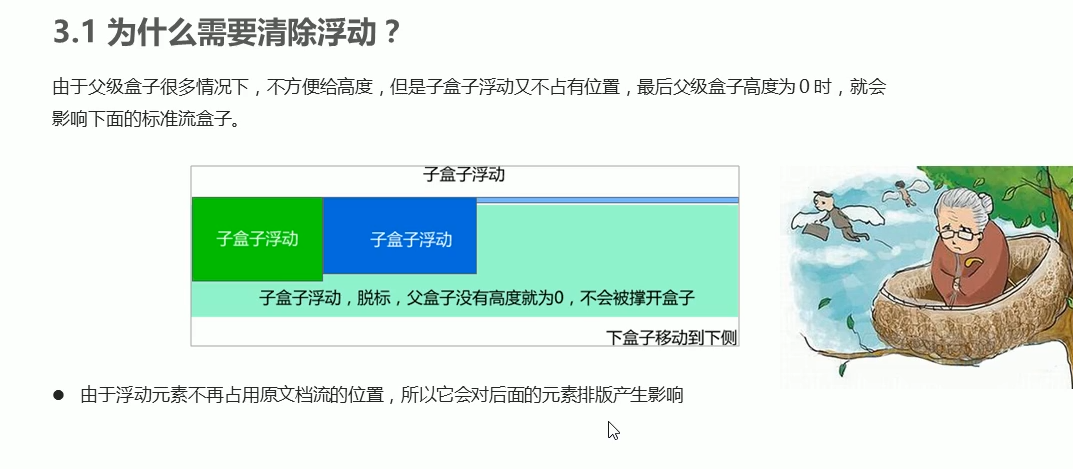 3.1 为什么需要清除浮动？
由于父级盒子很多情况下，不方便给高度，但是子盒子浮动又不占有位置，最后父级盒子高度为 0 时，就会
影响下面的标准流盒子。
子盒子浮动
子盒子浮动
子盒子浮动
子盒子浮动，脱标，父盒子没有高度就为0，不会被撑开盒子
下盒子移动到下侧
● 由于浮动元素不再占用原文档流的位置，所以它会对后面的元素排版产生影响